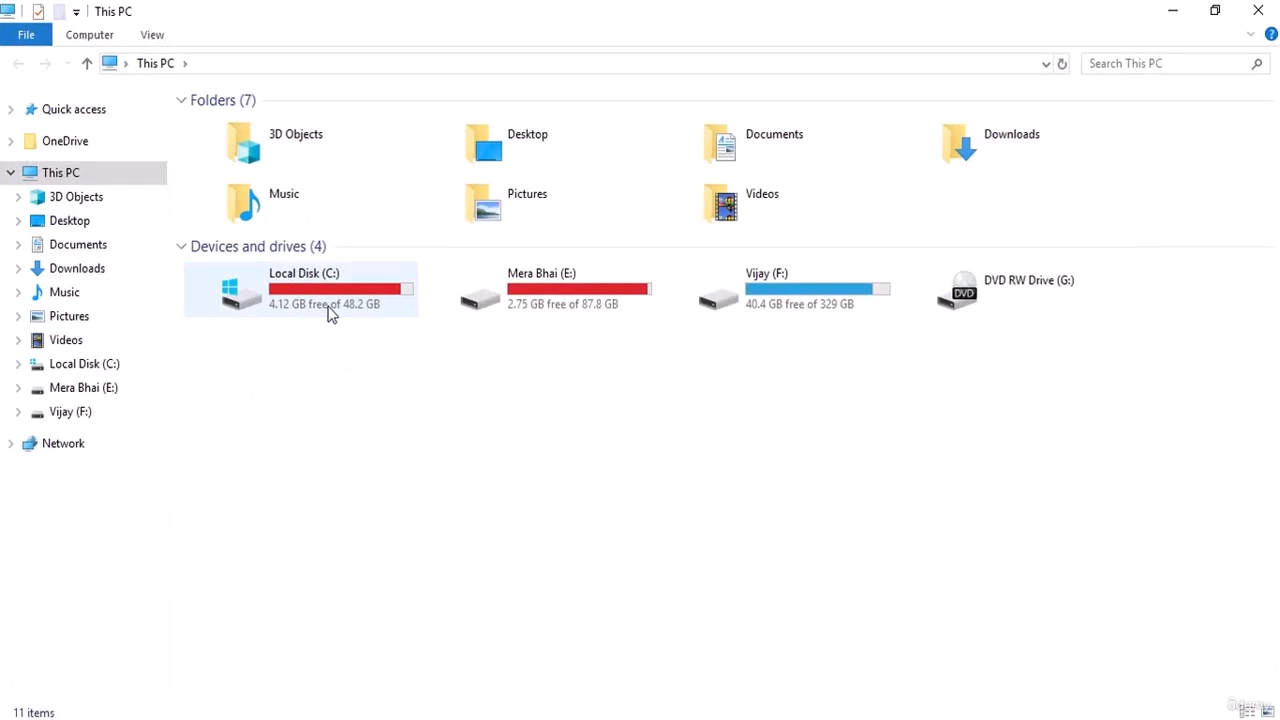 This PC
File Computer View
This PC
Search This PC
Quick access
OneDrive
This PC
3D Objects
Desktop
Documents
Downloads
Music
Pictures
Videos
Local Disk (C:)
Mera Bhai (E:)
Vijay (F:)
Network
Folders (7)
3D Objects
Desktop
Documents
Downloads
Music
Pictures
Videos
Devices and drives (4)
Local Disk (C:)
4.12 GB free of 48.2 GB
Mera Bhai (E:)
2.75 GB free of 87.8 GB
Vijay (F:)
40.4 GB free of 329 GB
DVD RW Drive (G:)
DVD
11 items